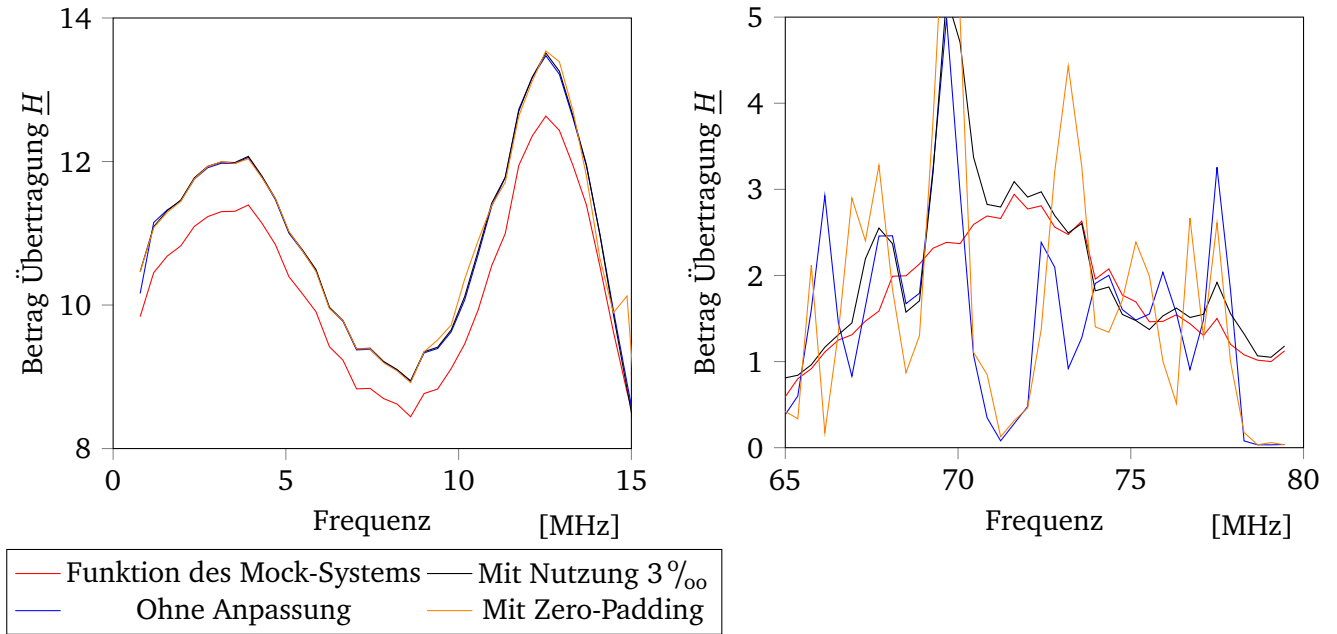 14
12
10
8
0
5
10
15
Betrag Übertragung H
Frequenz
[MHz]
5
4
3
2
1
0
65
70
75
80
Betrag Übertragung H
Frequenz
[MHz]
Funktion des Mock-Systems
Mit Nutzung 3 ‰
Ohne Anpassung
Mit Zero-Padding